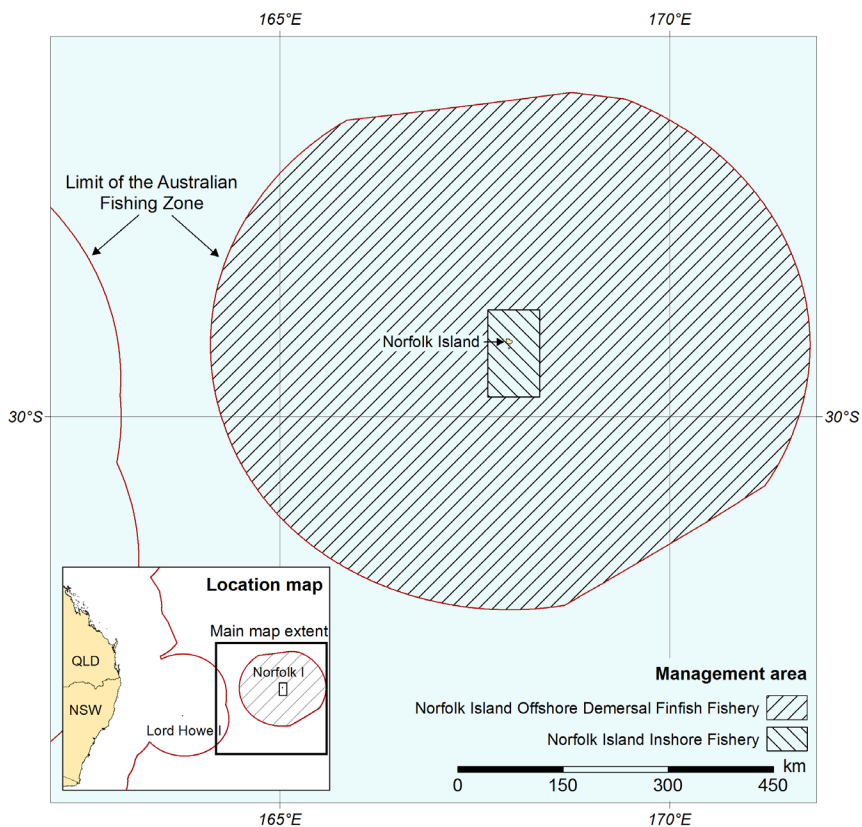 165°E
170°E
Limit of the Australian
Fishing Zone
Norfolk Island
30°S
30°S
Location map
Main map extent
QLD
Norfolk I
NSW
Lord Howe I
Management area
Norfolk Island Offshore Demersal Finfish Fishery
Norfolk Island Inshore Fishery
km
0
150
300
450
165°E
170°E